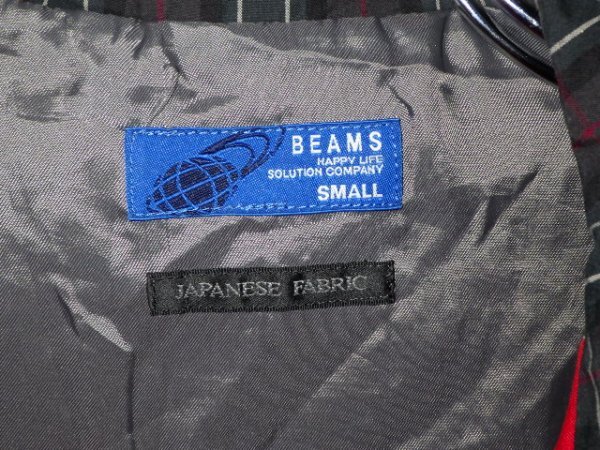 BEAMS
HAPPY LIFE
SOLUTION COMPANY
SMALL
JAPANESE FABRIC